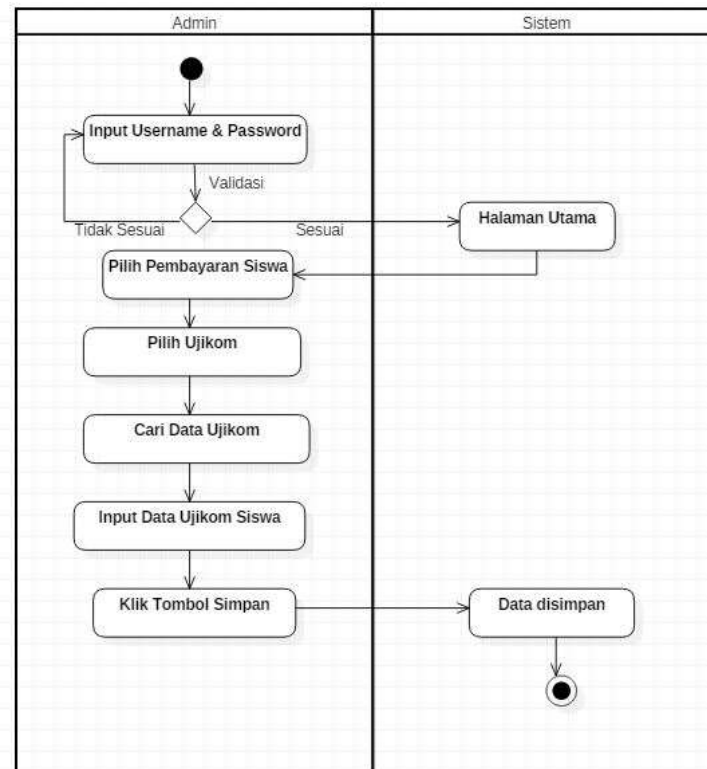 Admin
Sistem
Input Username & Password
Validasi
Tidak Sesuai
Sesuai
Halaman Utama
Pilih Pembayaran Siswa
Pilih Ujikom
Cari Data Ujikom
Input Data Ujikom Siswa
Klik Tombol Simpan
Data disimpan